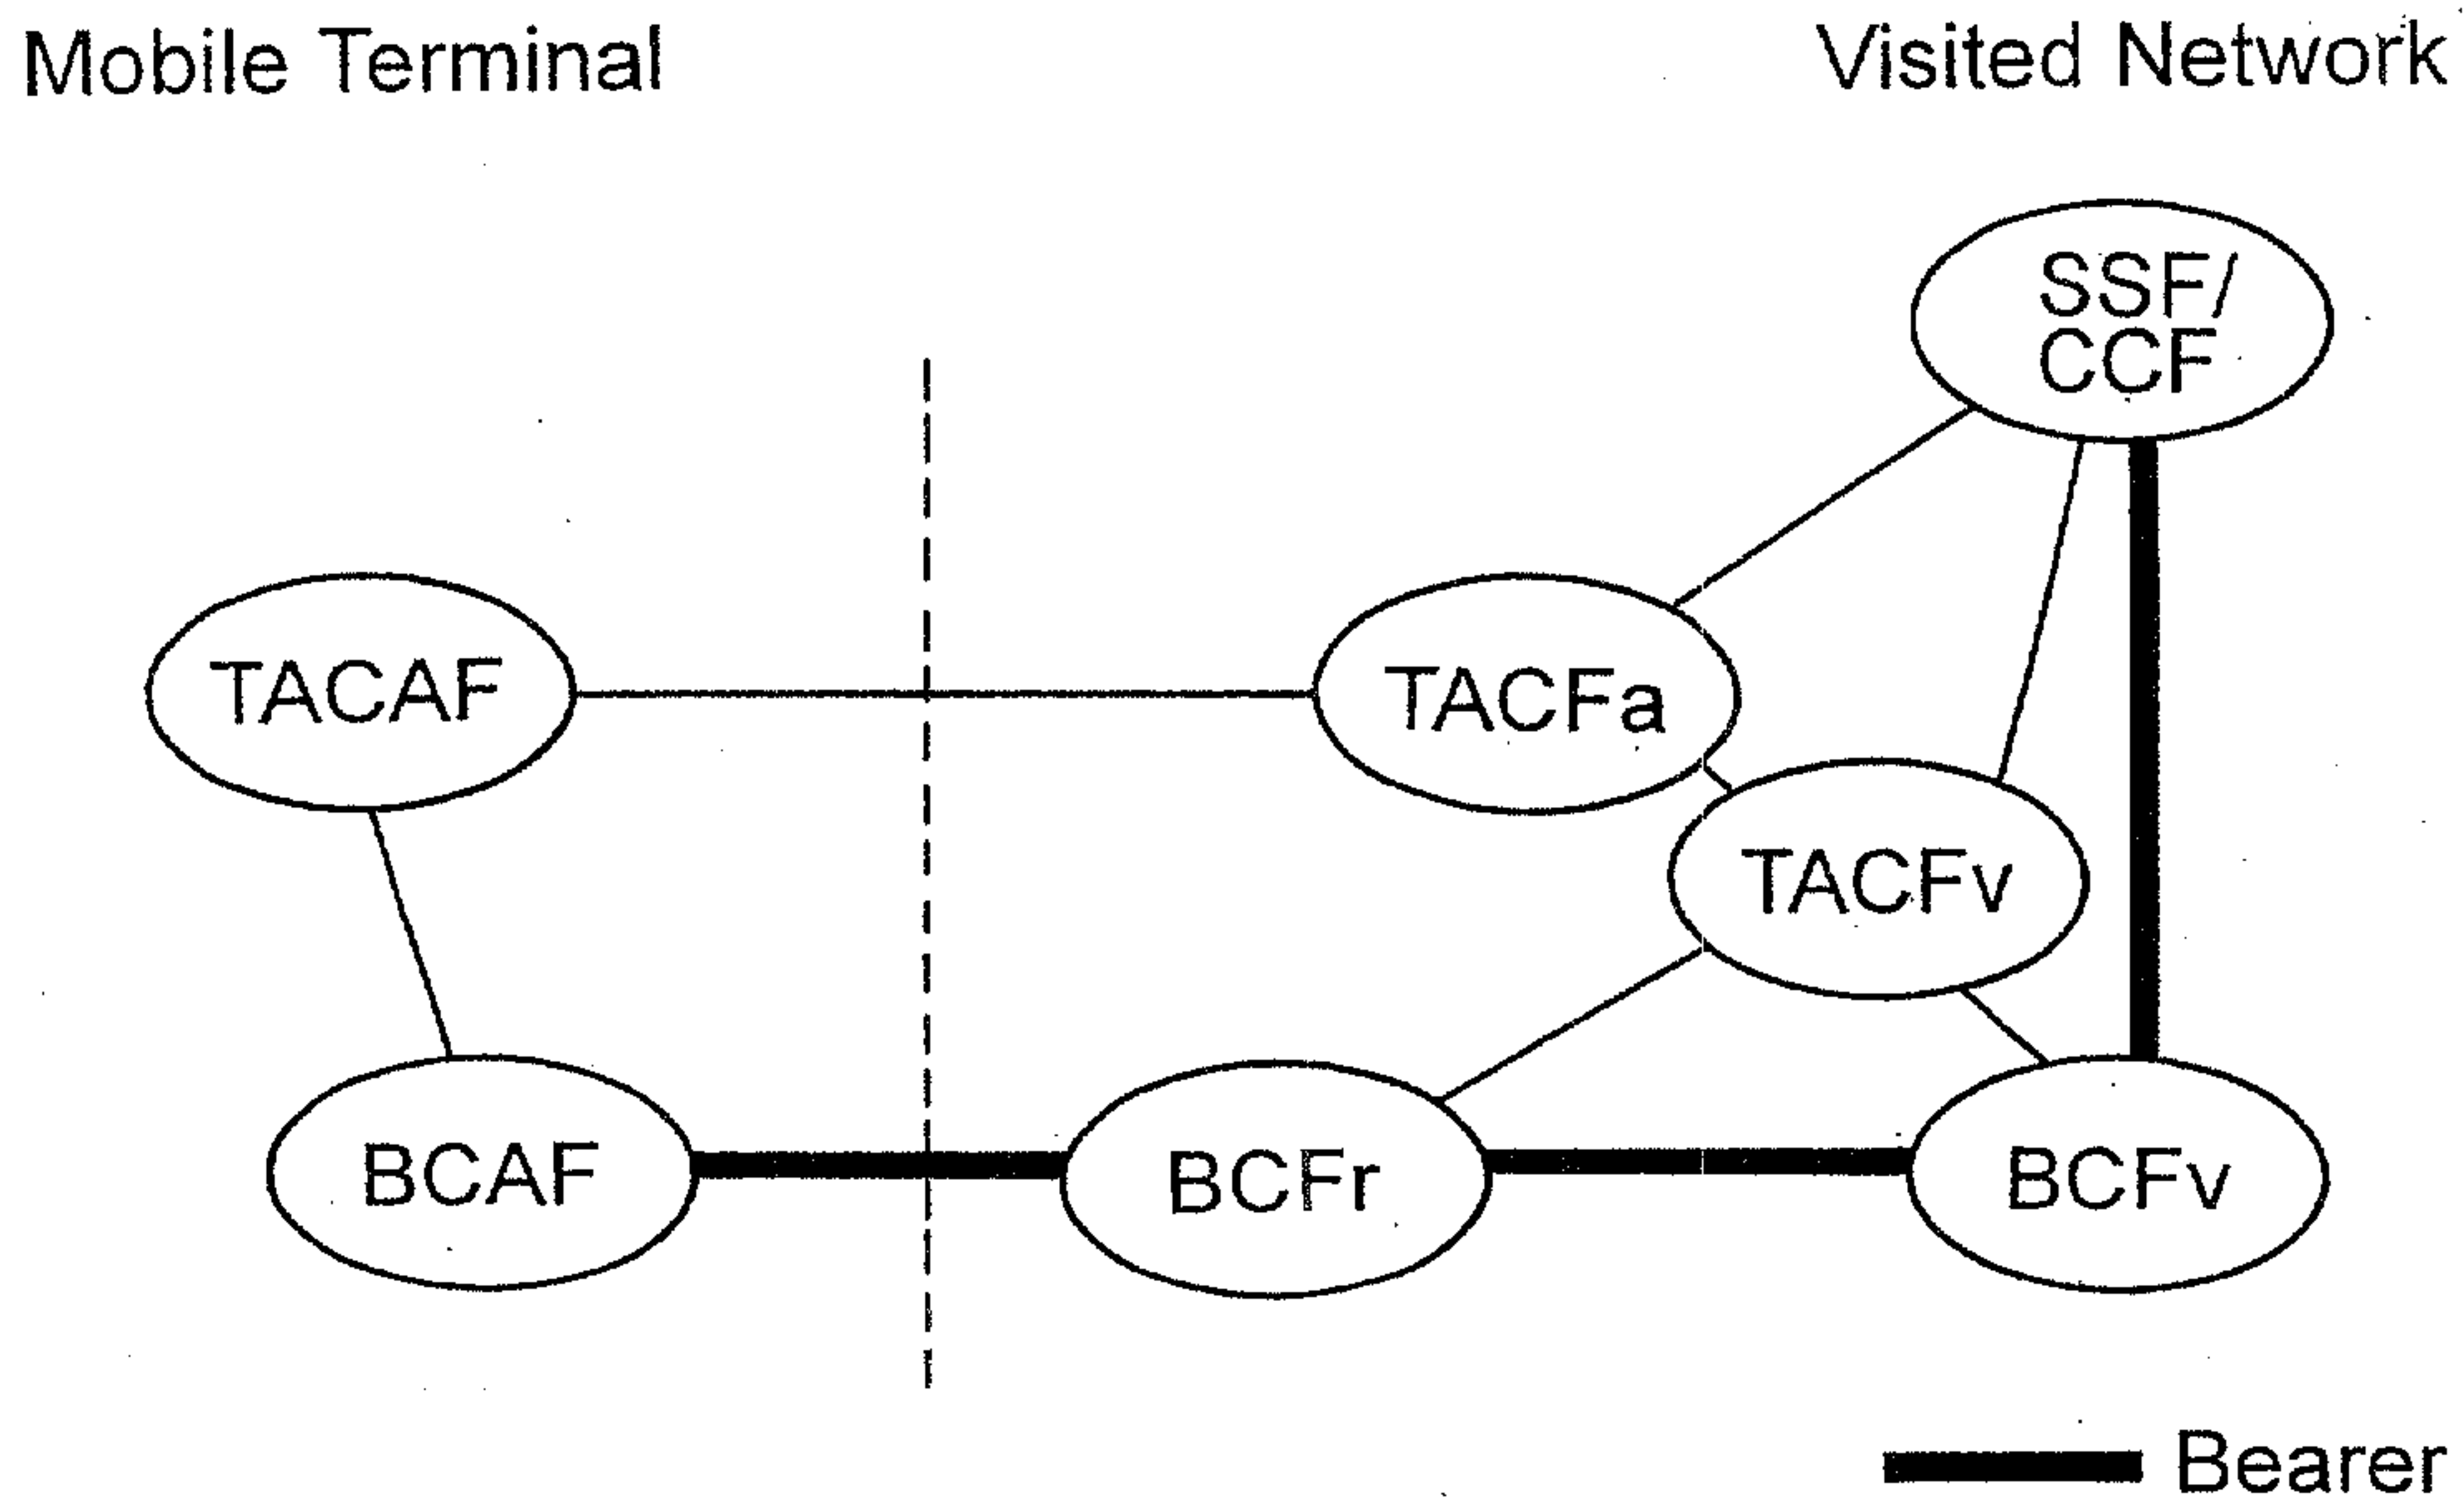 Mobile Terminal
Visited Network
SSF/
CCF
TACAF
TACFa
TACFv
BCAF
BCFr
BCFv
Bearer